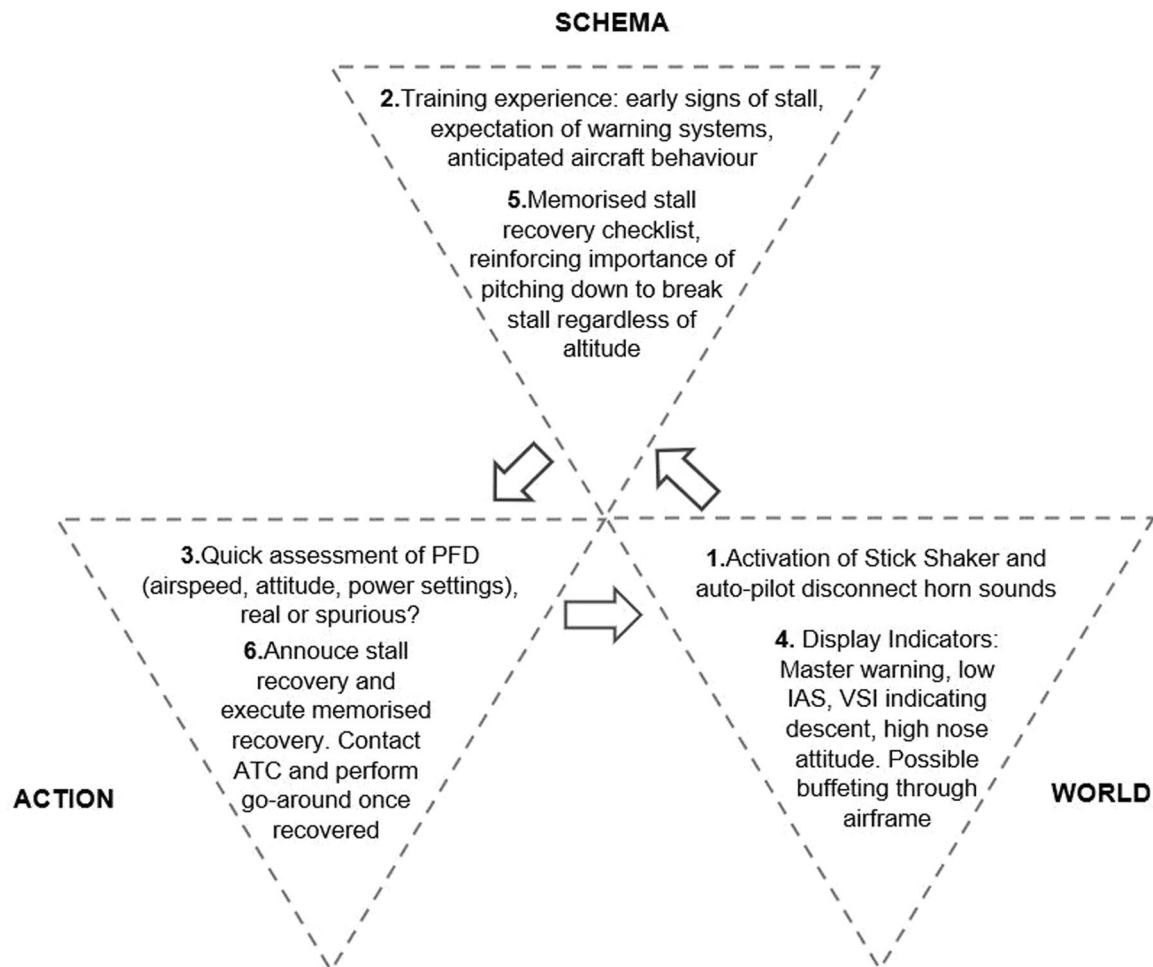 SCHEMA
2.Training experience: early signs of stall,
expectation of warning systems,
anticipated aircraft behaviour
5.Memorised stall
recovery checklist,
reinforcing importance of
pitching down to break
stall regardless of
altitude
3.Quick assessment of PFD
(airspeed, attitude, power settings),
real or spurious?
6.Annouce stall
recovery and
execute memorised
recovery. Contact
ATC and perform
go-around once
recovered
ACTION
1.Activation of Stick Shaker and
auto-pilot disconnect horn sounds
4. Display Indicators:
Master warning, low
IAS, VSI indicating
descent, high nose
attitude. Possible
buffeting through
airframe
WORLD